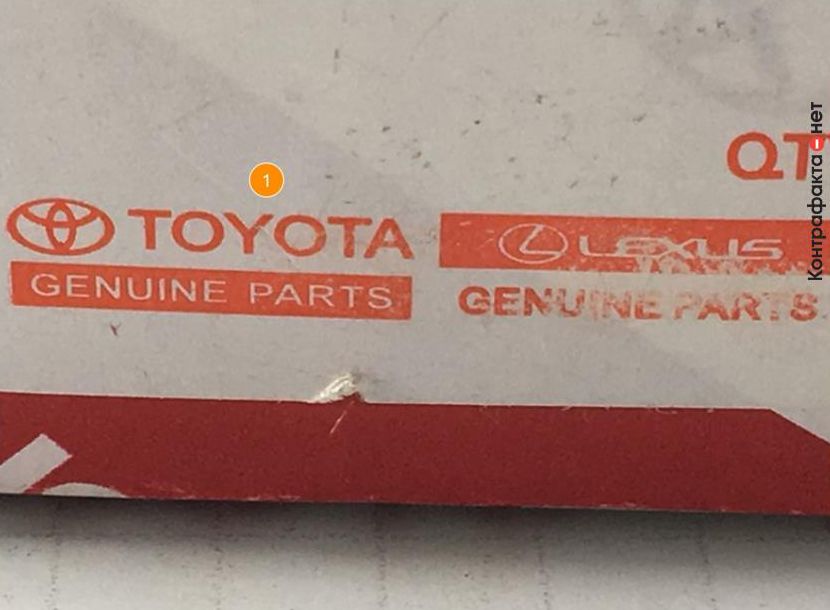 QT
1
TOYOTA
LEXUS
GENUINE PARTS
GENUINE PARTS
Контрафакта-нет